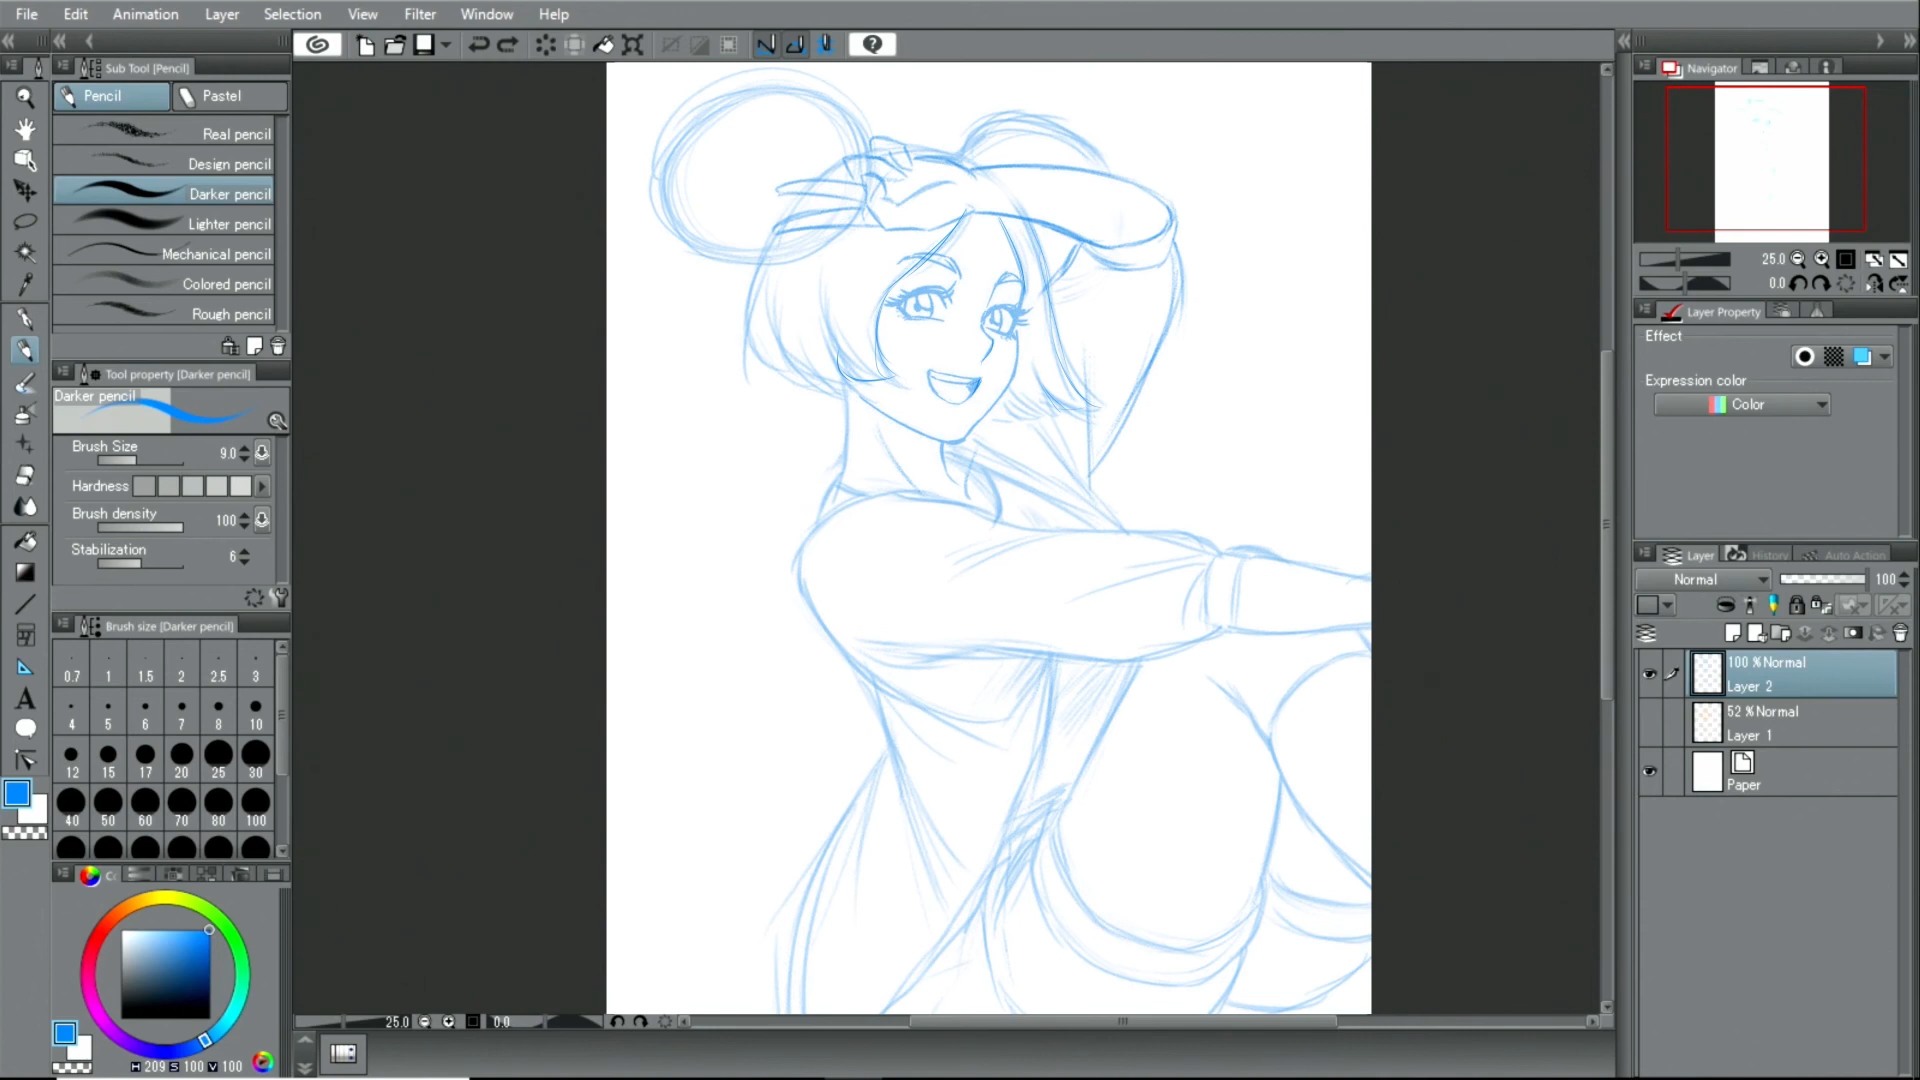 File Edit Animation Layer Selection View Filter Window Help
Sub Tool [Pencil]
Pencil Pastel
Real pencil
Design pencil
Darker pencil
Lighter pencil
Mechanical pencil
Colored pencil
Rough pencil
Tool property [Darker pencil]
Darker pencil
Brush Size 9.0
Hardness
Brush density 100
Stabilization 6
Brush size [Darker pencil]
0.7 1 1.5 2 2.5 3
4 5 6 7 8 10
12 15 17 20 25 30
40 50 60 70 80 100
H 209 S 100 V 100
25.0 0.0
Navigator
25.0
0.0
Layer Property
Effect
Expression color
Color
Layer History Auto Action
Normal 100
100 % Normal
Layer 2
52 % Normal
Layer 1
Paper